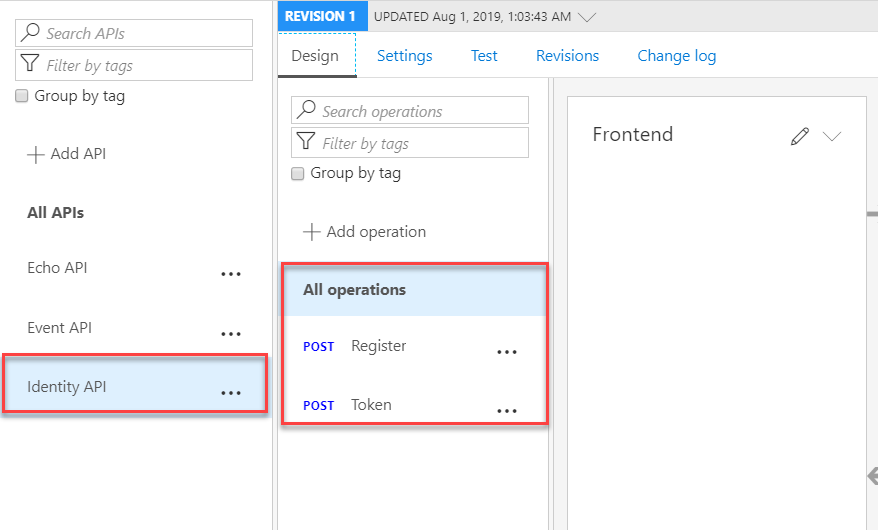 Search APIs
Filter by tags
Group by tag
Add API
All APIs
Echo API
Event API
Identity API
REVISION 1 UPDATED Aug 1, 2019, 1:03:43 AM
Design Settings Test Revisions Change log
Search operations
Filter by tags
Group by tag
Add operation
All operations
POST Register
POST Token
Frontend